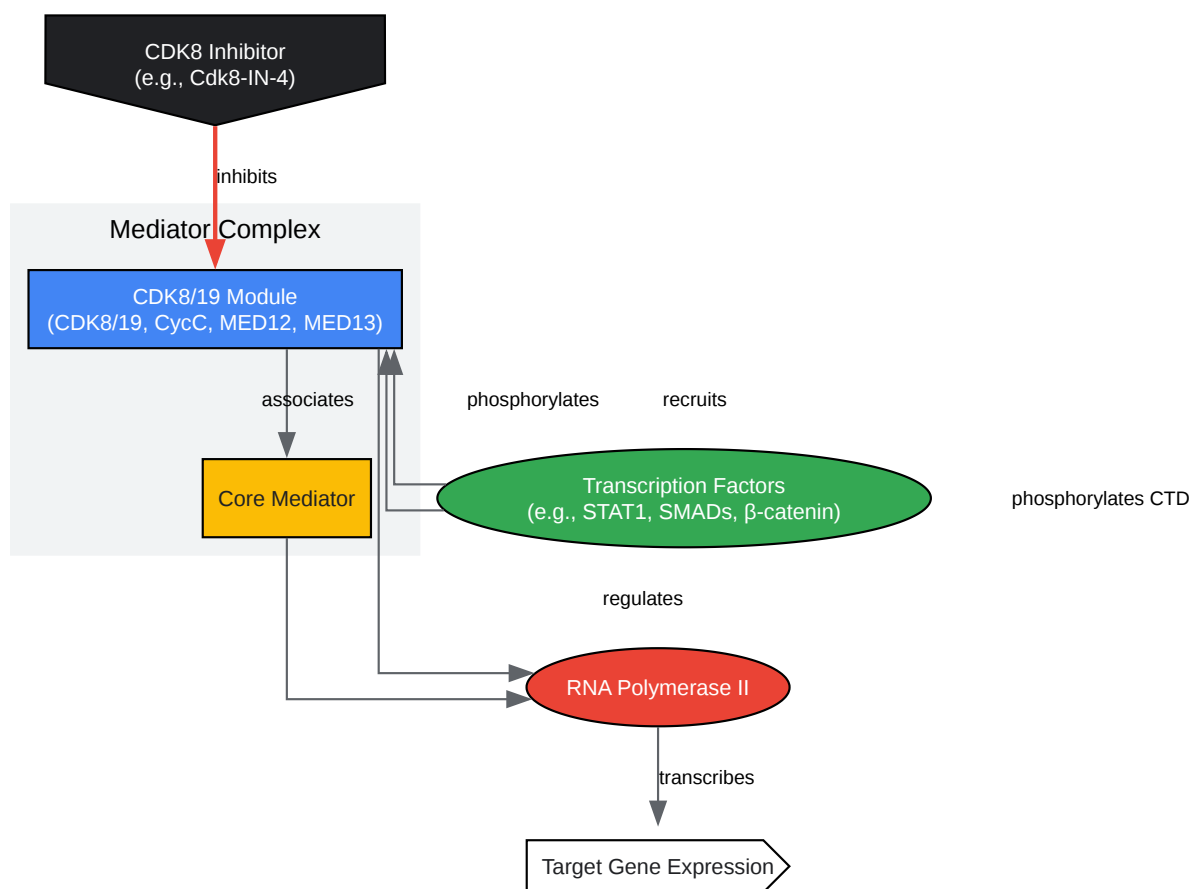 CDK8 Inhibitor
(e.g., Cdk8-IN-4)
inhibits
Mediator Complex
CDK8/19 Module
(CDK8/19, CycC, MED12, MED13)
associates
phosphorylates
recruits
Core Mediator
Transcription Factors
(e.g., STAT1, SMADs, β-catenin)
phosphorylates CTD
regulates
RNA Polymerase II
transcribes
Target Gene Expression